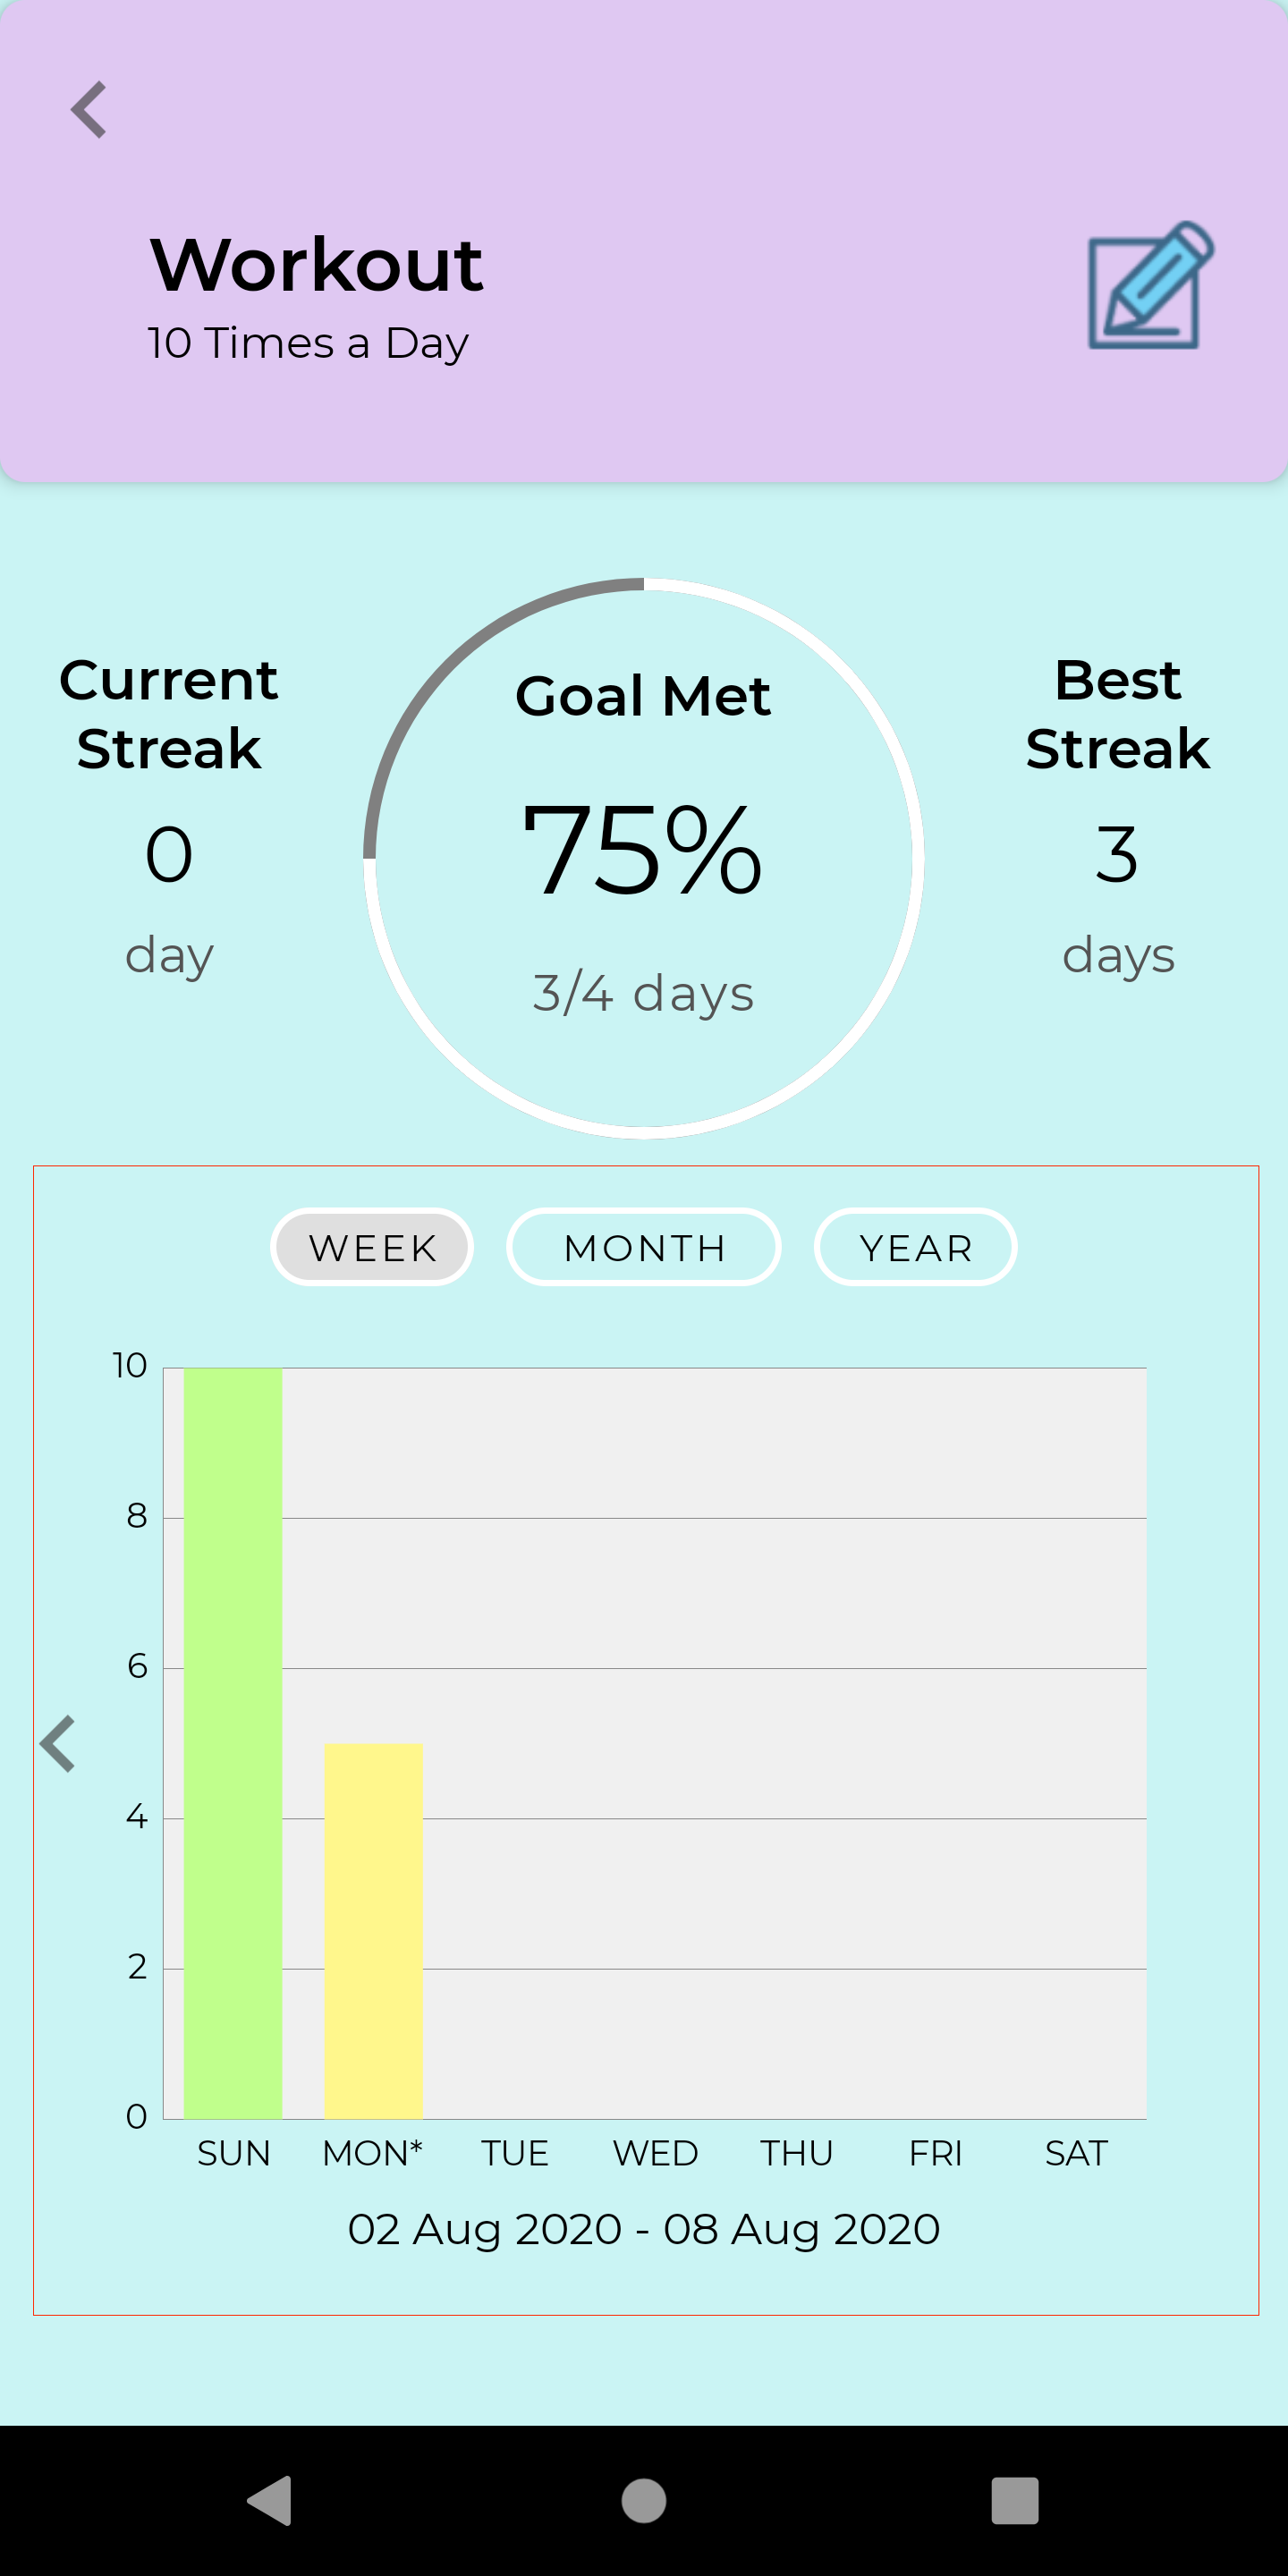 Workout
10 Times a Day
Current
Streak
0
day
Goal Met
75%
3/4 days
Best
Streak
3
days
WEEK MONTH YEAR
10
8
6
4
2
0
SUN MON* TUE WED THU FRI SAT
02 Aug 2020 - 08 Aug 2020